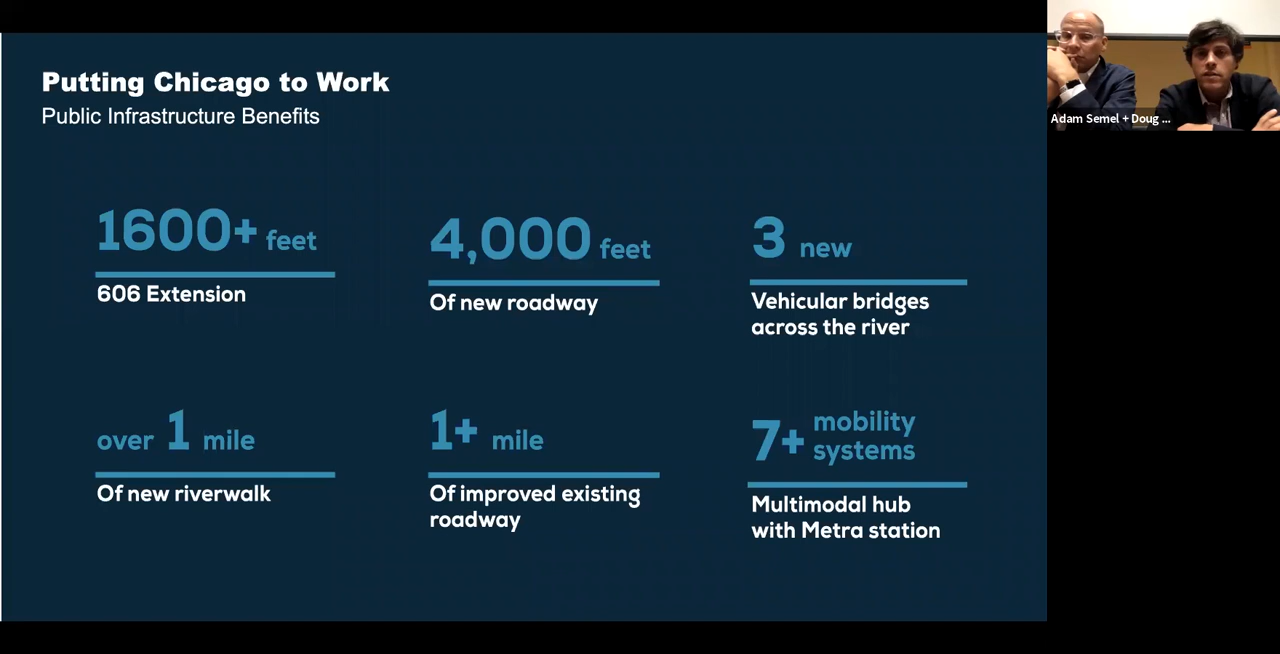 Putting Chicago to Work
Public Infrastructure Benefits
1600+ feet
606 Extension
4,000 feet
Of new roadway
3 new
Vehicular bridges
across the river
over 1 mile
Of new riverwalk
1+ mile
Of improved existing
roadway
7+ mobility
systems
Multimodal hub
with Metra station
Adam Semel + Doug ...